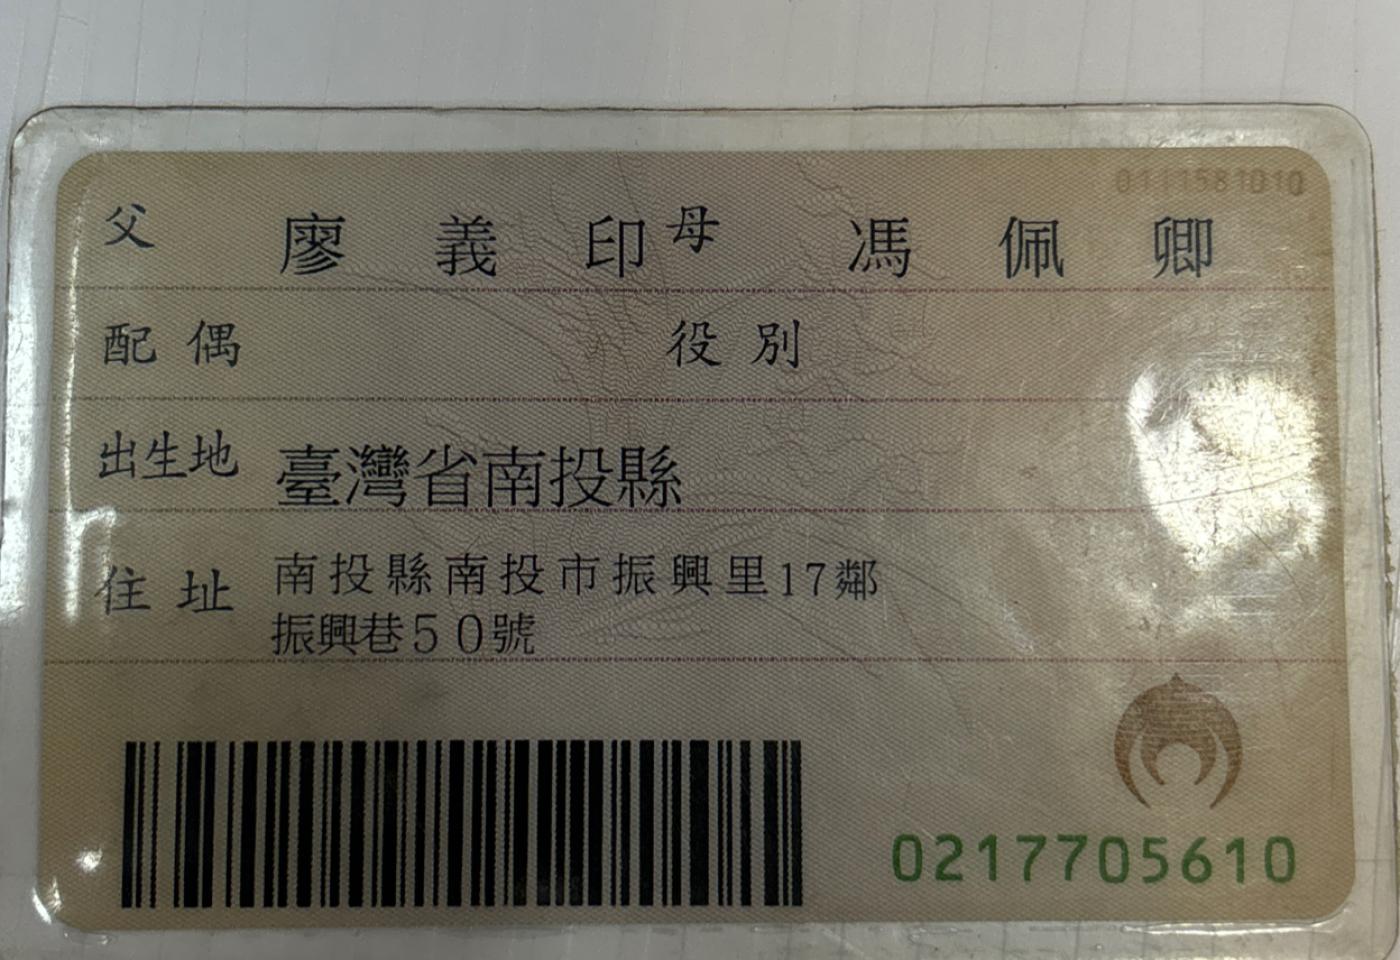 0111581010
父 廖義印 母 馮佩卿
配偶 役別
出生地 臺灣省南投縣
住址 南投縣南投市振興里17鄰
振興巷50號
0217705610